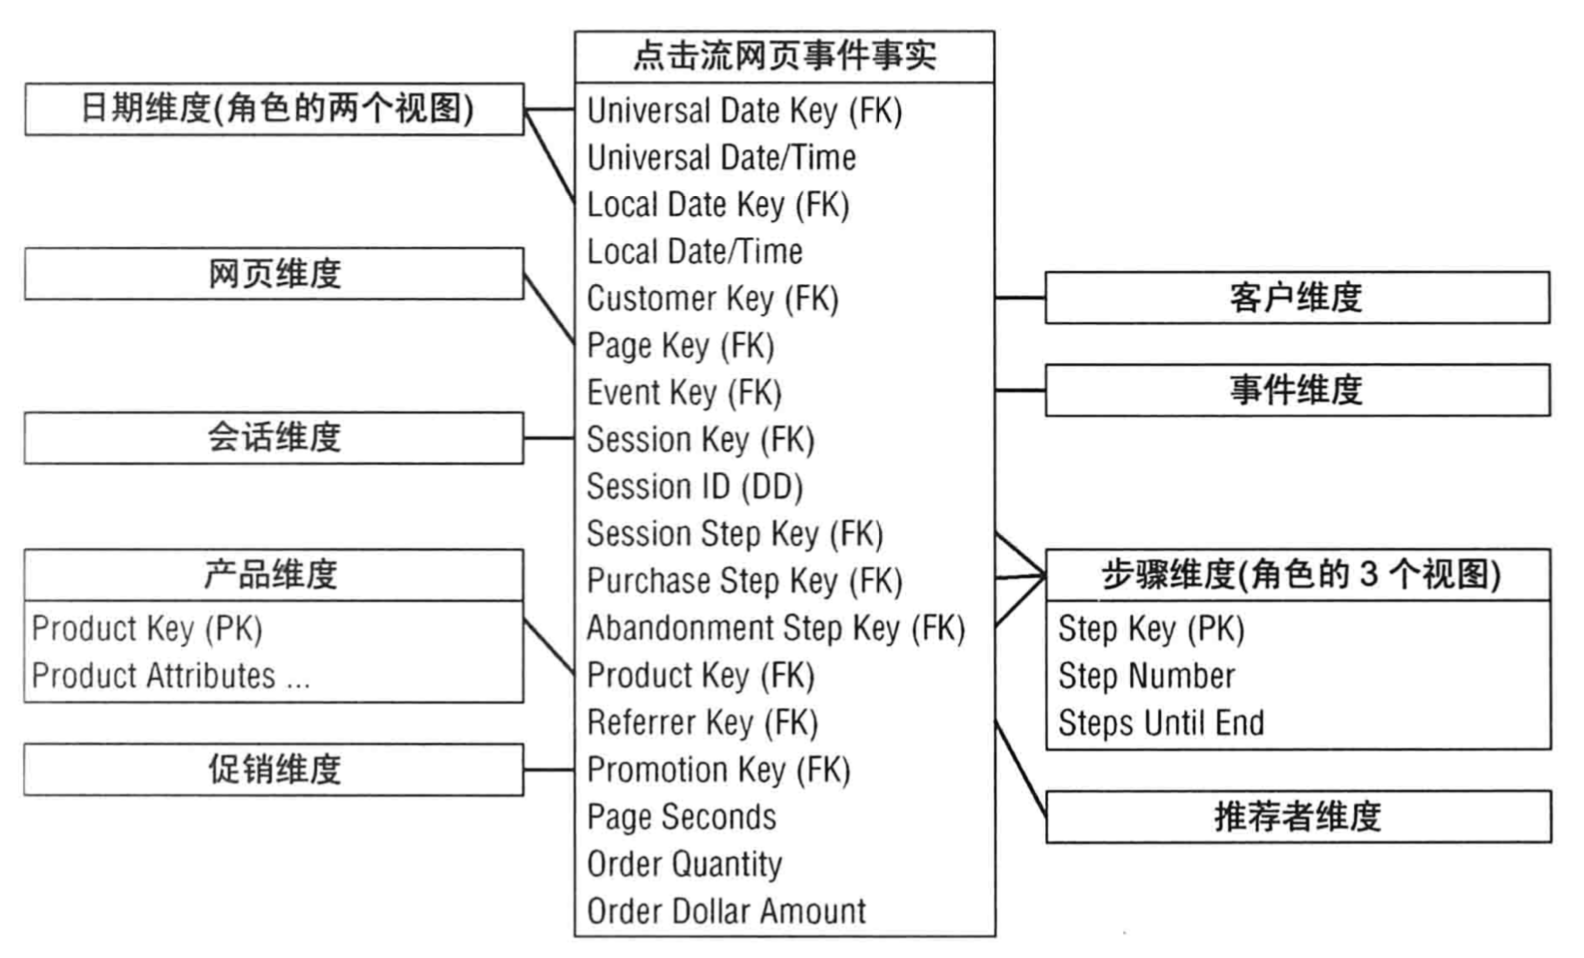 点击流网页事件事实
Universal Date Key (FK)
Universal Date/Time
Local Date Key (FK)
Local Date/Time
Customer Key (FK)
Page Key (FK)
Event Key (FK)
Session Key (FK)
Session ID (DD)
Session Step Key (FK)
Purchase Step Key (FK)
Abandonment Step Key (FK)
Product Key (FK)
Referrer Key (FK)
Promotion Key (FK)
Page Seconds
Order Quantity
Order Dollar Amount
日期维度(角色的两个视图)
网页维度
会话维度
产品维度
Product Key (PK)
Product Attributes ...
促销维度
客户维度
事件维度
步骤维度(角色的 3 个视图)
Step Key (PK)
Step Number
Steps Until End
推荐者维度